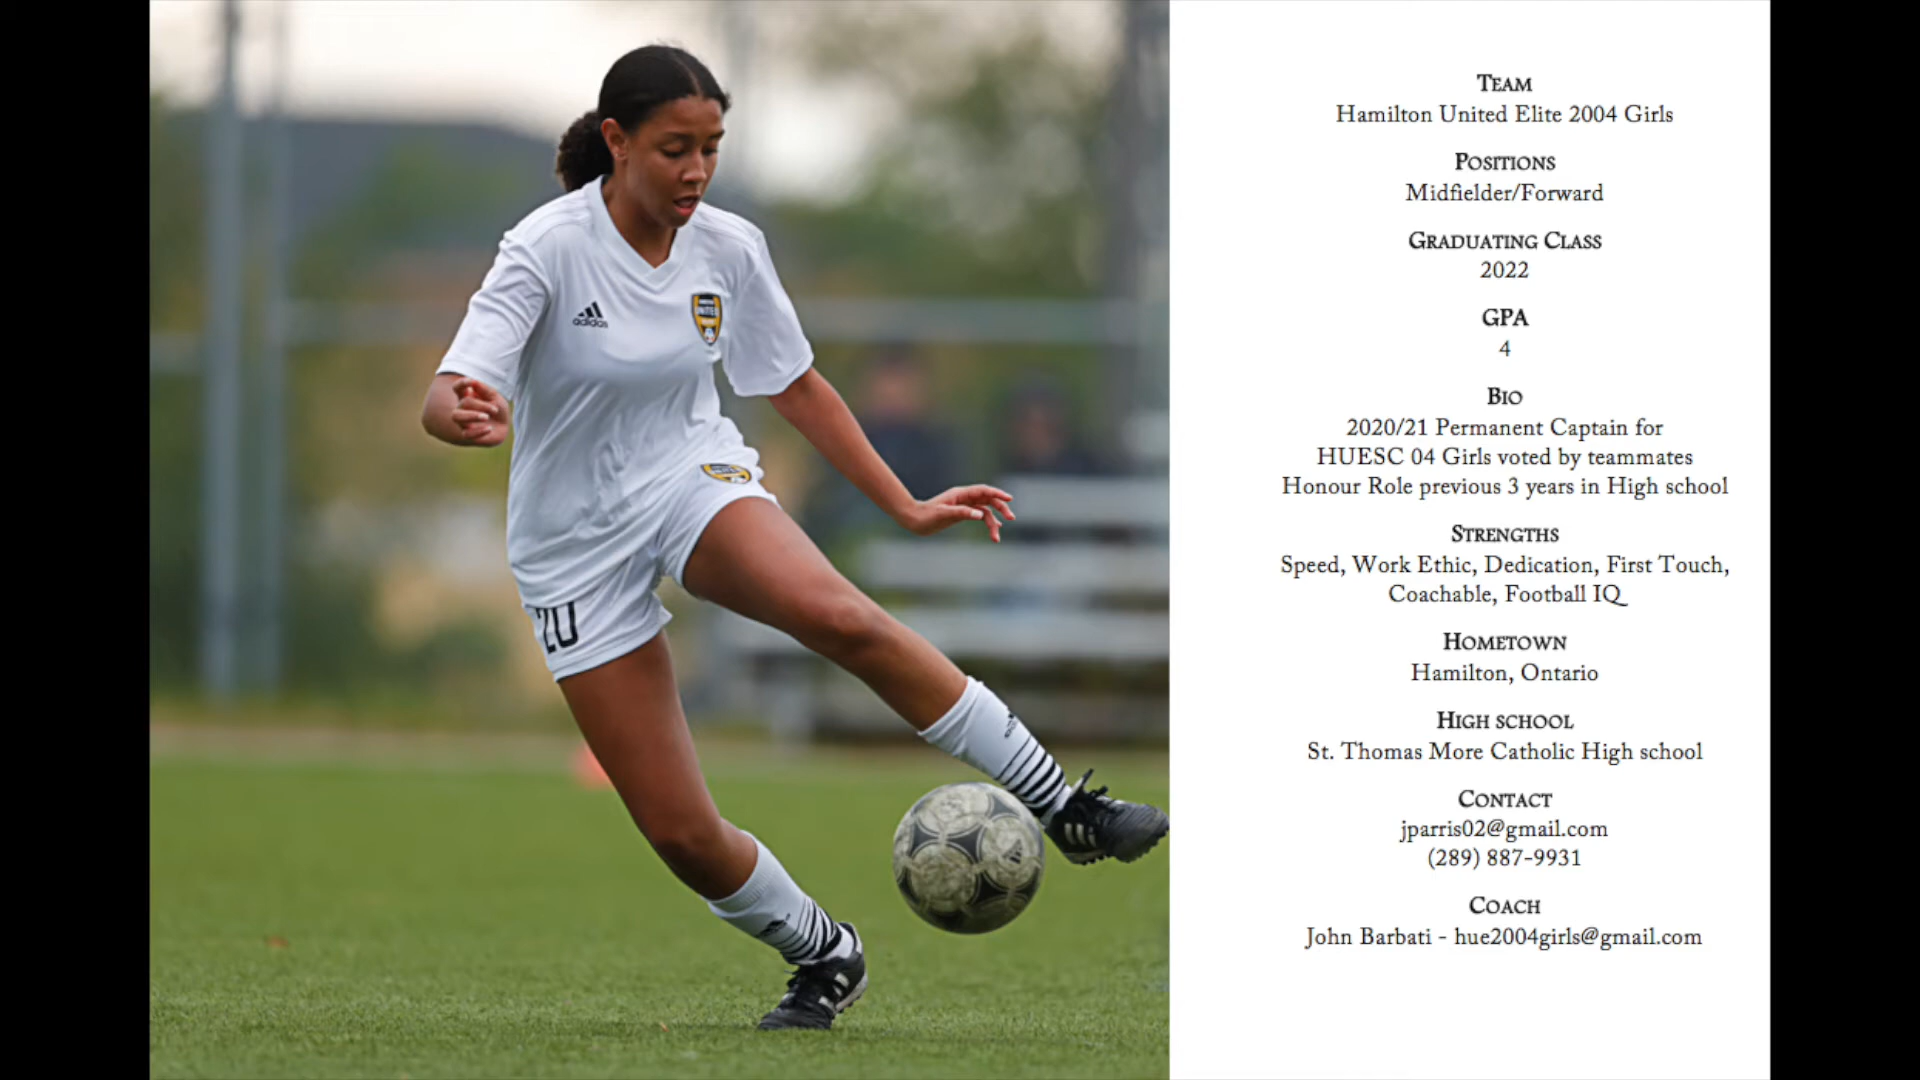 Team
Hamilton United Elite 2004 Girls
Positions
Midfielder/Forward
Graduating Class
2022
GPA
4
Bio
2020/21 Permanent Captain for
HUESC 04 Girls voted by teammates
Honour Role previous 3 years in High school
Strengths
Speed, Work Ethic, Dedication, First Touch,
Coachable, Football IQ
Hometown
Hamilton, Ontario
High school
St. Thomas More Catholic High school
Contact
jparris02@gmail.com
(289) 887-9931
Coach
John Barbati - hue2004girls@gmail.com
adidas
UNITED
20